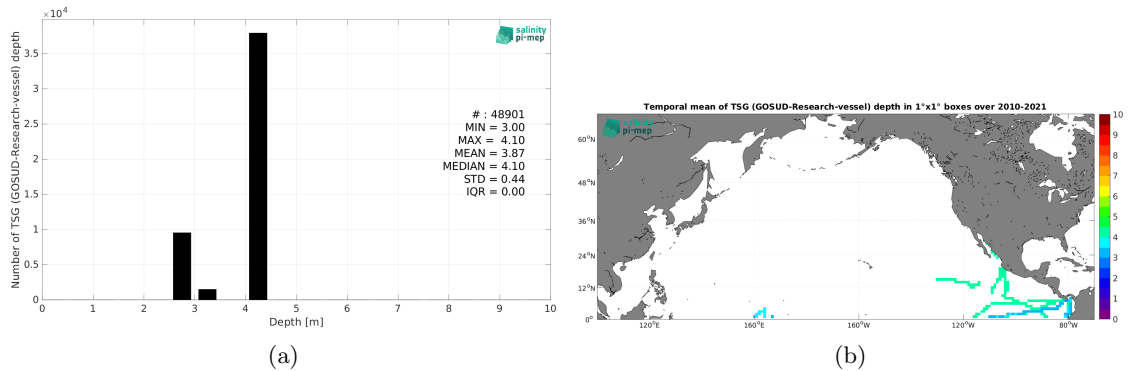 ×10⁴
3.5
3
2.5
2
1.5
1
0.5
0
Number of TSG (GOSUD-Research-vessel) depth
salinity
pi-mep
# : 48901
MIN = 3.00
MAX = 4.10
MEAN = 3.87
MEDIAN = 4.10
STD = 0.44
IQR = 0.00
0 1 2 3 4 5 6 7 8 9 10
Depth [m]
(a)
Temporal mean of TSG (GOSUD-Research-vessel) depth in 1°x1° boxes over 2010-2021
salinity
pi-mep
60°N
48°N
36°N
24°N
12°N
0°
120°E 160°E 160°W 120°W 80°W
10
9
8
7
6
5
4
3
2
1
0
(b)